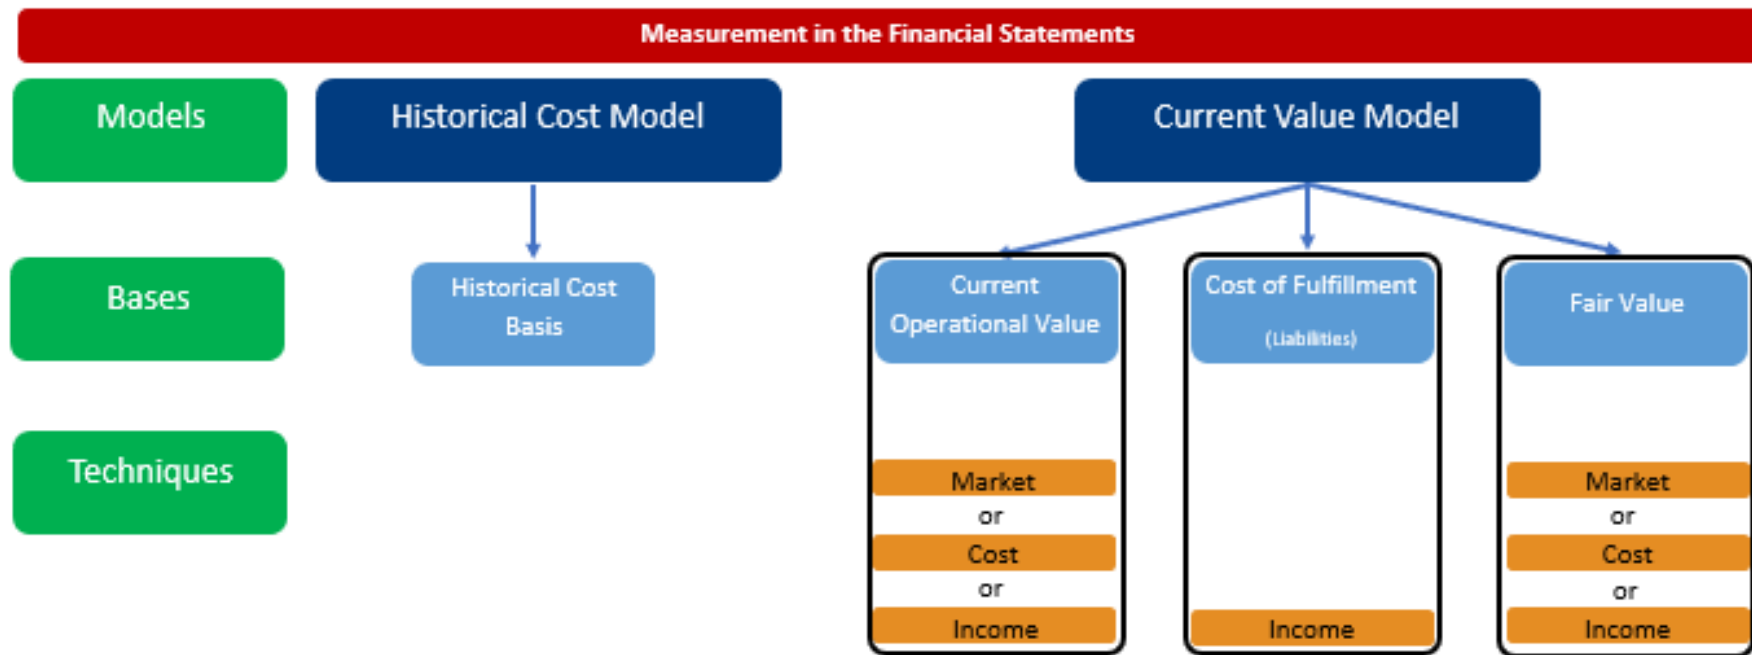 Measurement in the Financial Statements
Models
Historical Cost Model
Current Value Model
Bases
Historical Cost
Basis
Current
Operational Value
Cost of Fulfillment
(Liabilities)
Fair Value
Techniques
Market
or
Cost
or
Income
Income
Market
or
Cost
or
Income